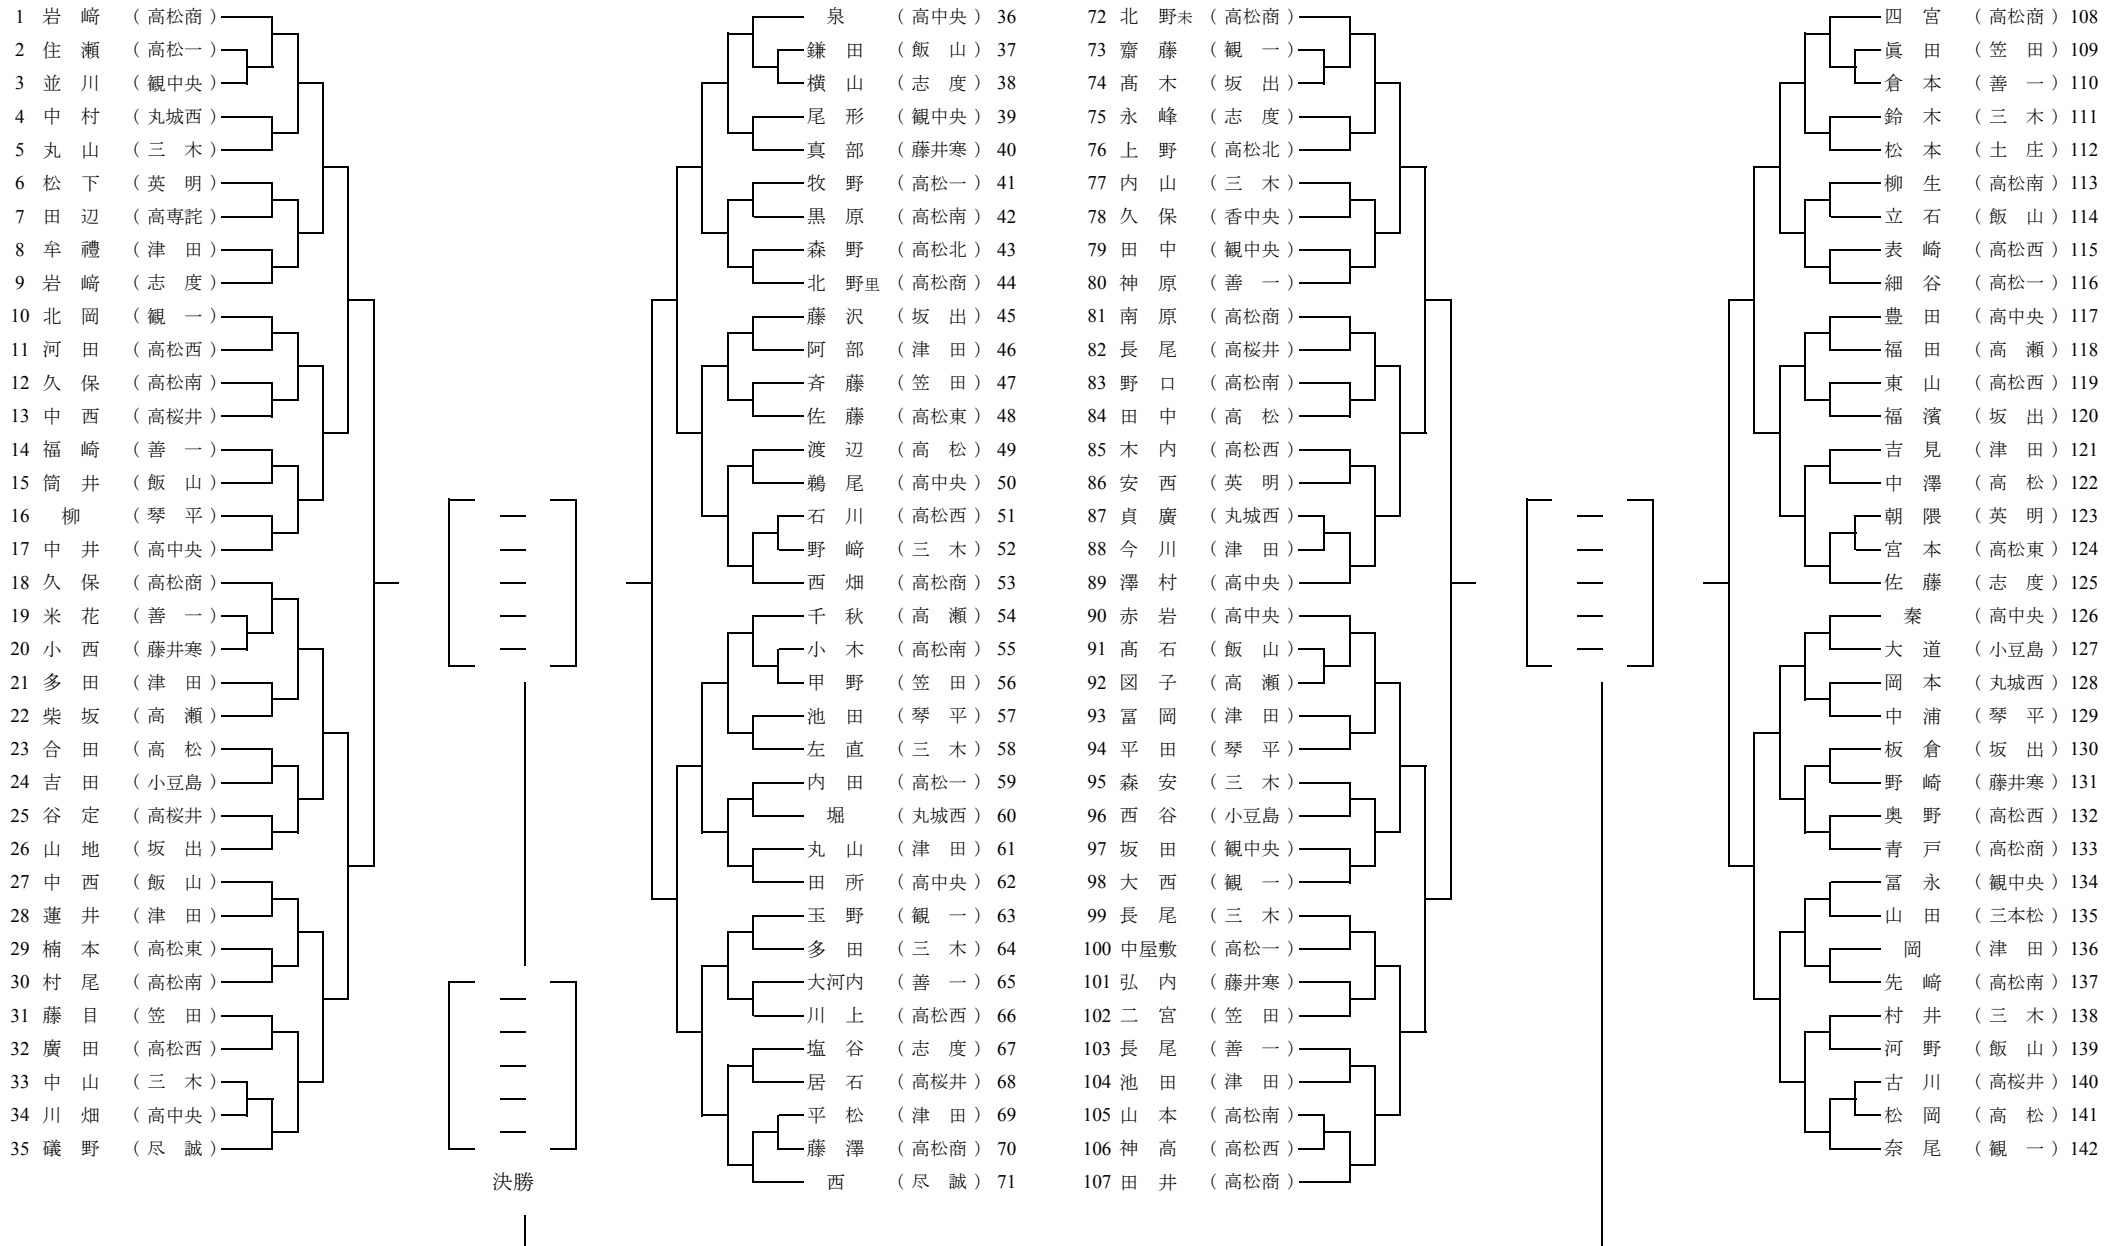 1 岩 﨑 （高松商）
2 住 瀬 （高松一）
3 並 川 （観中央）
4 中 村 （丸城西）
5 丸 山 （三 木）
6 松 下 （英 明）
7 田 辺 （高専詫）
8 牟 禮 （津 田）
9 岩 﨑 （志 度）
10 北 岡 （観 一）
11 河 田 （高松西）
12 久 保 （高松南）
13 中 西 （高桜井）
14 福 崎 （善 一）
15 筒 井 （飯 山）
16 柳 （琴 平）
17 中 井 （高中央）
18 久 保 （高松商）
19 米 花 （善 一）
20 小 西 （藤井寒）
21 多 田 （津 田）
22 柴 坂 （高 瀬）
23 合 田 （高 松）
24 吉 田 （小豆島）
25 谷 定 （高桜井）
26 山 地 （坂 出）
27 中 西 （飯 山）
28 蓮 井 （津 田）
29 楠 本 （高松東）
30 村 尾 （高松南）
31 藤 目 （笠 田）
32 廣 田 （高松西）
33 中 山 （三 木）
34 川 畑 （高中央）
35 礒 野 （尽 誠）
決勝
泉 （高中央） 36
鎌 田 （飯 山） 37
横 山 （志 度） 38
尾 形 （観中央） 39
真 部 （藤井寒） 40
牧 野 （高松一） 41
黒 原 （高松南） 42
森 野 （高松北） 43
北 野里 （高松商） 44
藤 沢 （坂 出） 45
阿 部 （津 田） 46
斉 藤 （笠 田） 47
佐 藤 （高松東） 48
渡 辺 （高 松） 49
鵜 尾 （高中央） 50
石 川 （高松西） 51
野 﨑 （三 木） 52
西 畑 （高松商） 53
千 秋 （高 瀬） 54
小 木 （高松南） 55
甲 野 （笠 田） 56
池 田 （琴 平） 57
左 直 （三 木） 58
内 田 （高松一） 59
堀 （丸城西） 60
丸 山 （津 田） 61
田 所 （高中央） 62
玉 野 （観 一） 63
多 田 （三 木） 64
大河内 （善 一） 65
川 上 （高松西） 66
塩 谷 （志 度） 67
居 石 （高桜井） 68
平 松 （津 田） 69
藤 澤 （高松商） 70
西 （尽 誠） 71
72 北 野未 （高松商）
73 齋 藤 （観 一）
74 髙 木 （坂 出）
75 永 峰 （志 度）
76 上 野 （高松北）
77 内 山 （三 木）
78 久 保 （香中央）
79 田 中 （観中央）
80 神 原 （善 一）
81 南 原 （高松商）
82 長 尾 （高桜井）
83 野 口 （高松南）
84 田 中 （高 松）
85 木 内 （高松西）
86 安 西 （英 明）
87 貞 廣 （丸城西）
88 今 川 （津 田）
89 澤 村 （高中央）
90 赤 岩 （高中央）
91 髙 石 （飯 山）
92 図 子 （高 瀬）
93 冨 岡 （津 田）
94 平 田 （琴 平）
95 森 安 （三 木）
96 西 谷 （小豆島）
97 坂 田 （観中央）
98 大 西 （観 一）
99 長 尾 （三 木）
100 中屋敷 （高松一）
101 弘 内 （藤井寒）
102 二 宮 （笠 田）
103 長 尾 （善 一）
104 池 田 （津 田）
105 山 本 （高松南）
106 神 高 （高松西）
107 田 井 （高松商）
四 宮 （高松商） 108
眞 田 （笠 田） 109
倉 本 （善 一） 110
鈴 木 （三 木） 111
松 本 （土 庄） 112
柳 生 （高松南） 113
立 石 （飯 山） 114
表 崎 （高松西） 115
細 谷 （高松一） 116
豊 田 （高中央） 117
福 田 （高 瀬） 118
東 山 （高松西） 119
福 濱 （坂 出） 120
吉 見 （津 田） 121
中 澤 （高 松） 122
朝 隈 （英 明） 123
宮 本 （高松東） 124
佐 藤 （志 度） 125
秦 （高中央） 126
大 道 （小豆島） 127
岡 本 （丸城西） 128
中 浦 （琴 平） 129
板 倉 （坂 出） 130
野 崎 （藤井寒） 131
奥 野 （高松西） 132
青 戸 （高松商） 133
冨 永 （観中央） 134
山 田 （三本松） 135
岡 （津 田） 136
先 﨑 （高松南） 137
村 井 （三 木） 138
河 野 （飯 山） 139
古 川 （高桜井） 140
松 岡 （高 松） 141
奈 尾 （観 一） 142